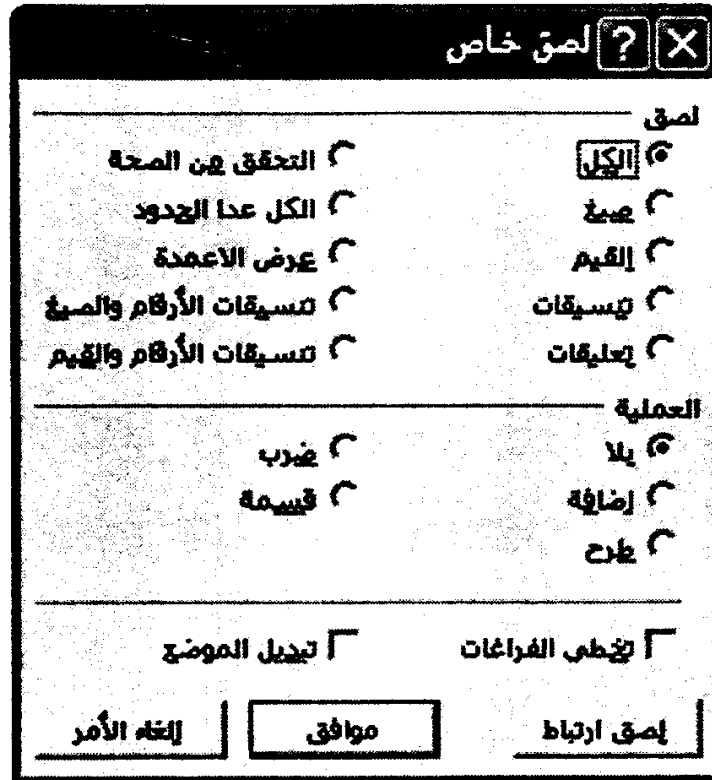 لصق خاص
لصق
الكل
التحقق من الصحة
صيغ
الكل عدا الحدود
القيم
عرض الاعمدة
تنسيقات
تنسيقات الأرقام والصيغ
تعليقات
تنسيقات الأرقام والقيم
العملية
بلا
ضرب
إضافة
قسمة
طرح
تخطي الفراغات
تبديل الموضع
لصق ارتباط
موافق
إلغاء الأمر